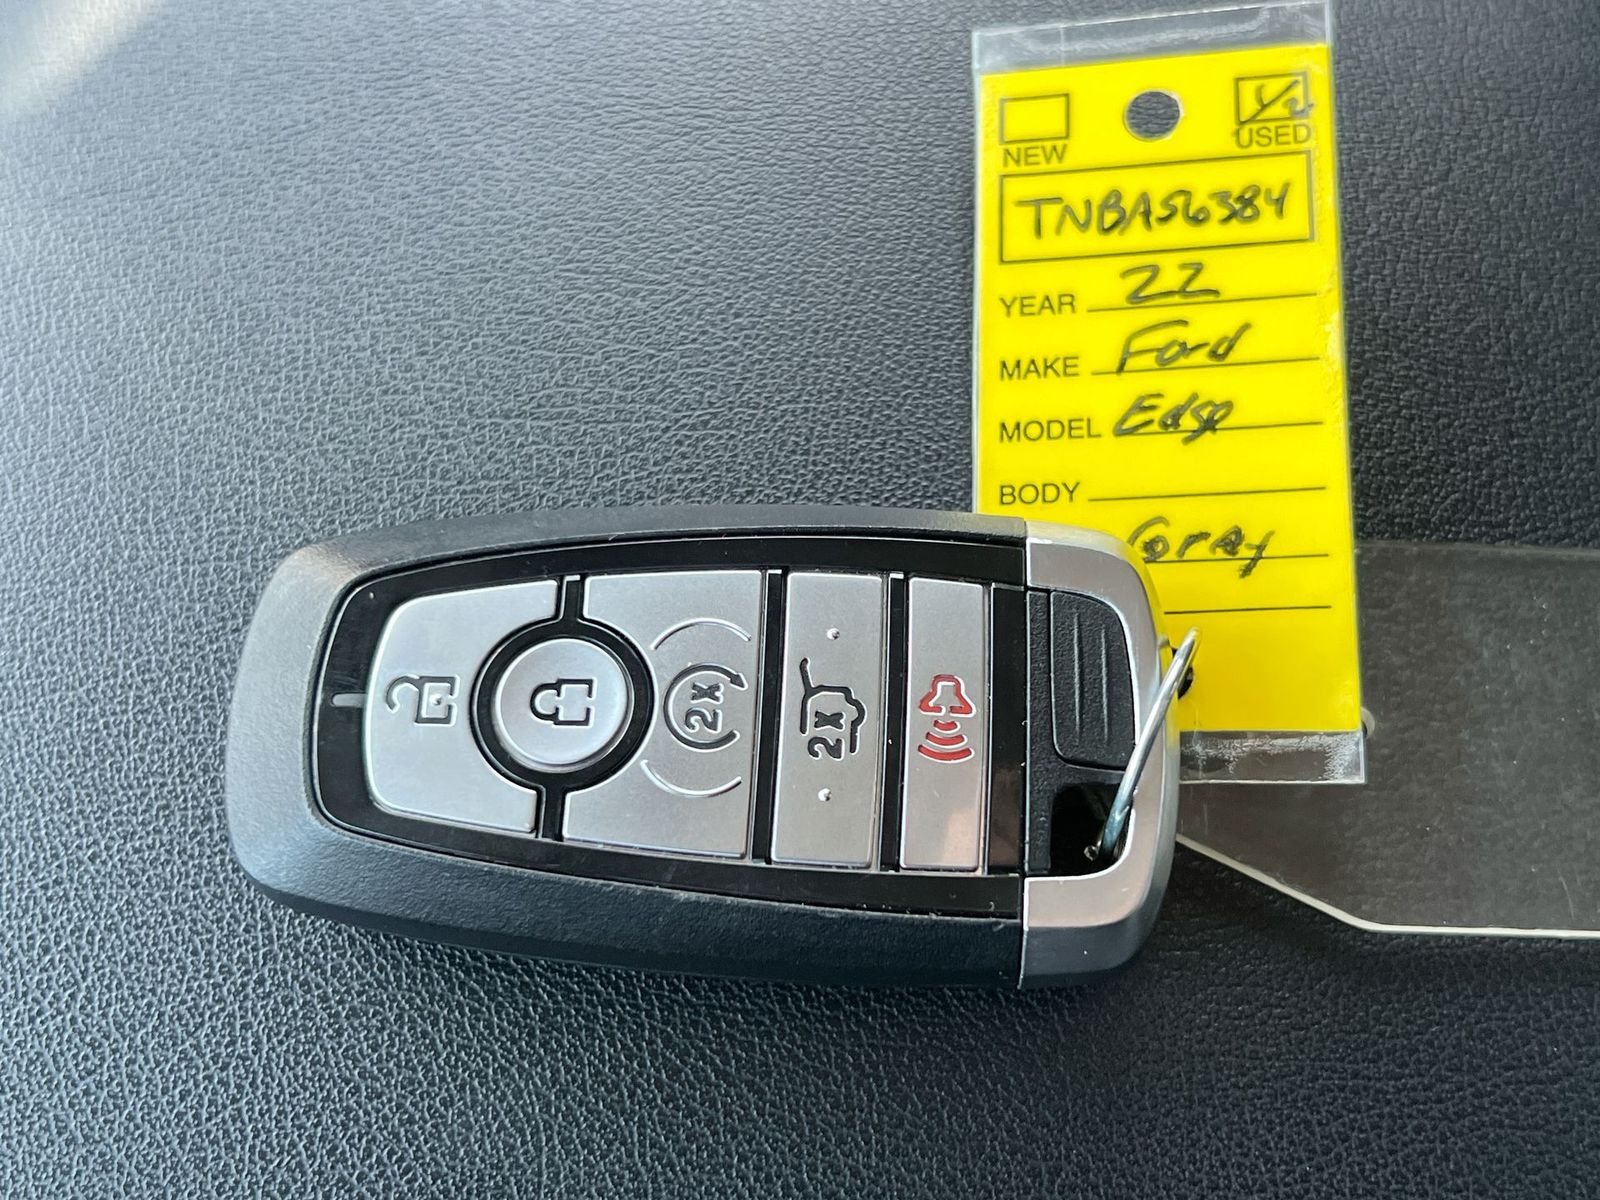 NEW USED
TNBA56384
YEAR 22
MAKE Ford
MODEL Edge
BODY
Gray
2x
2x